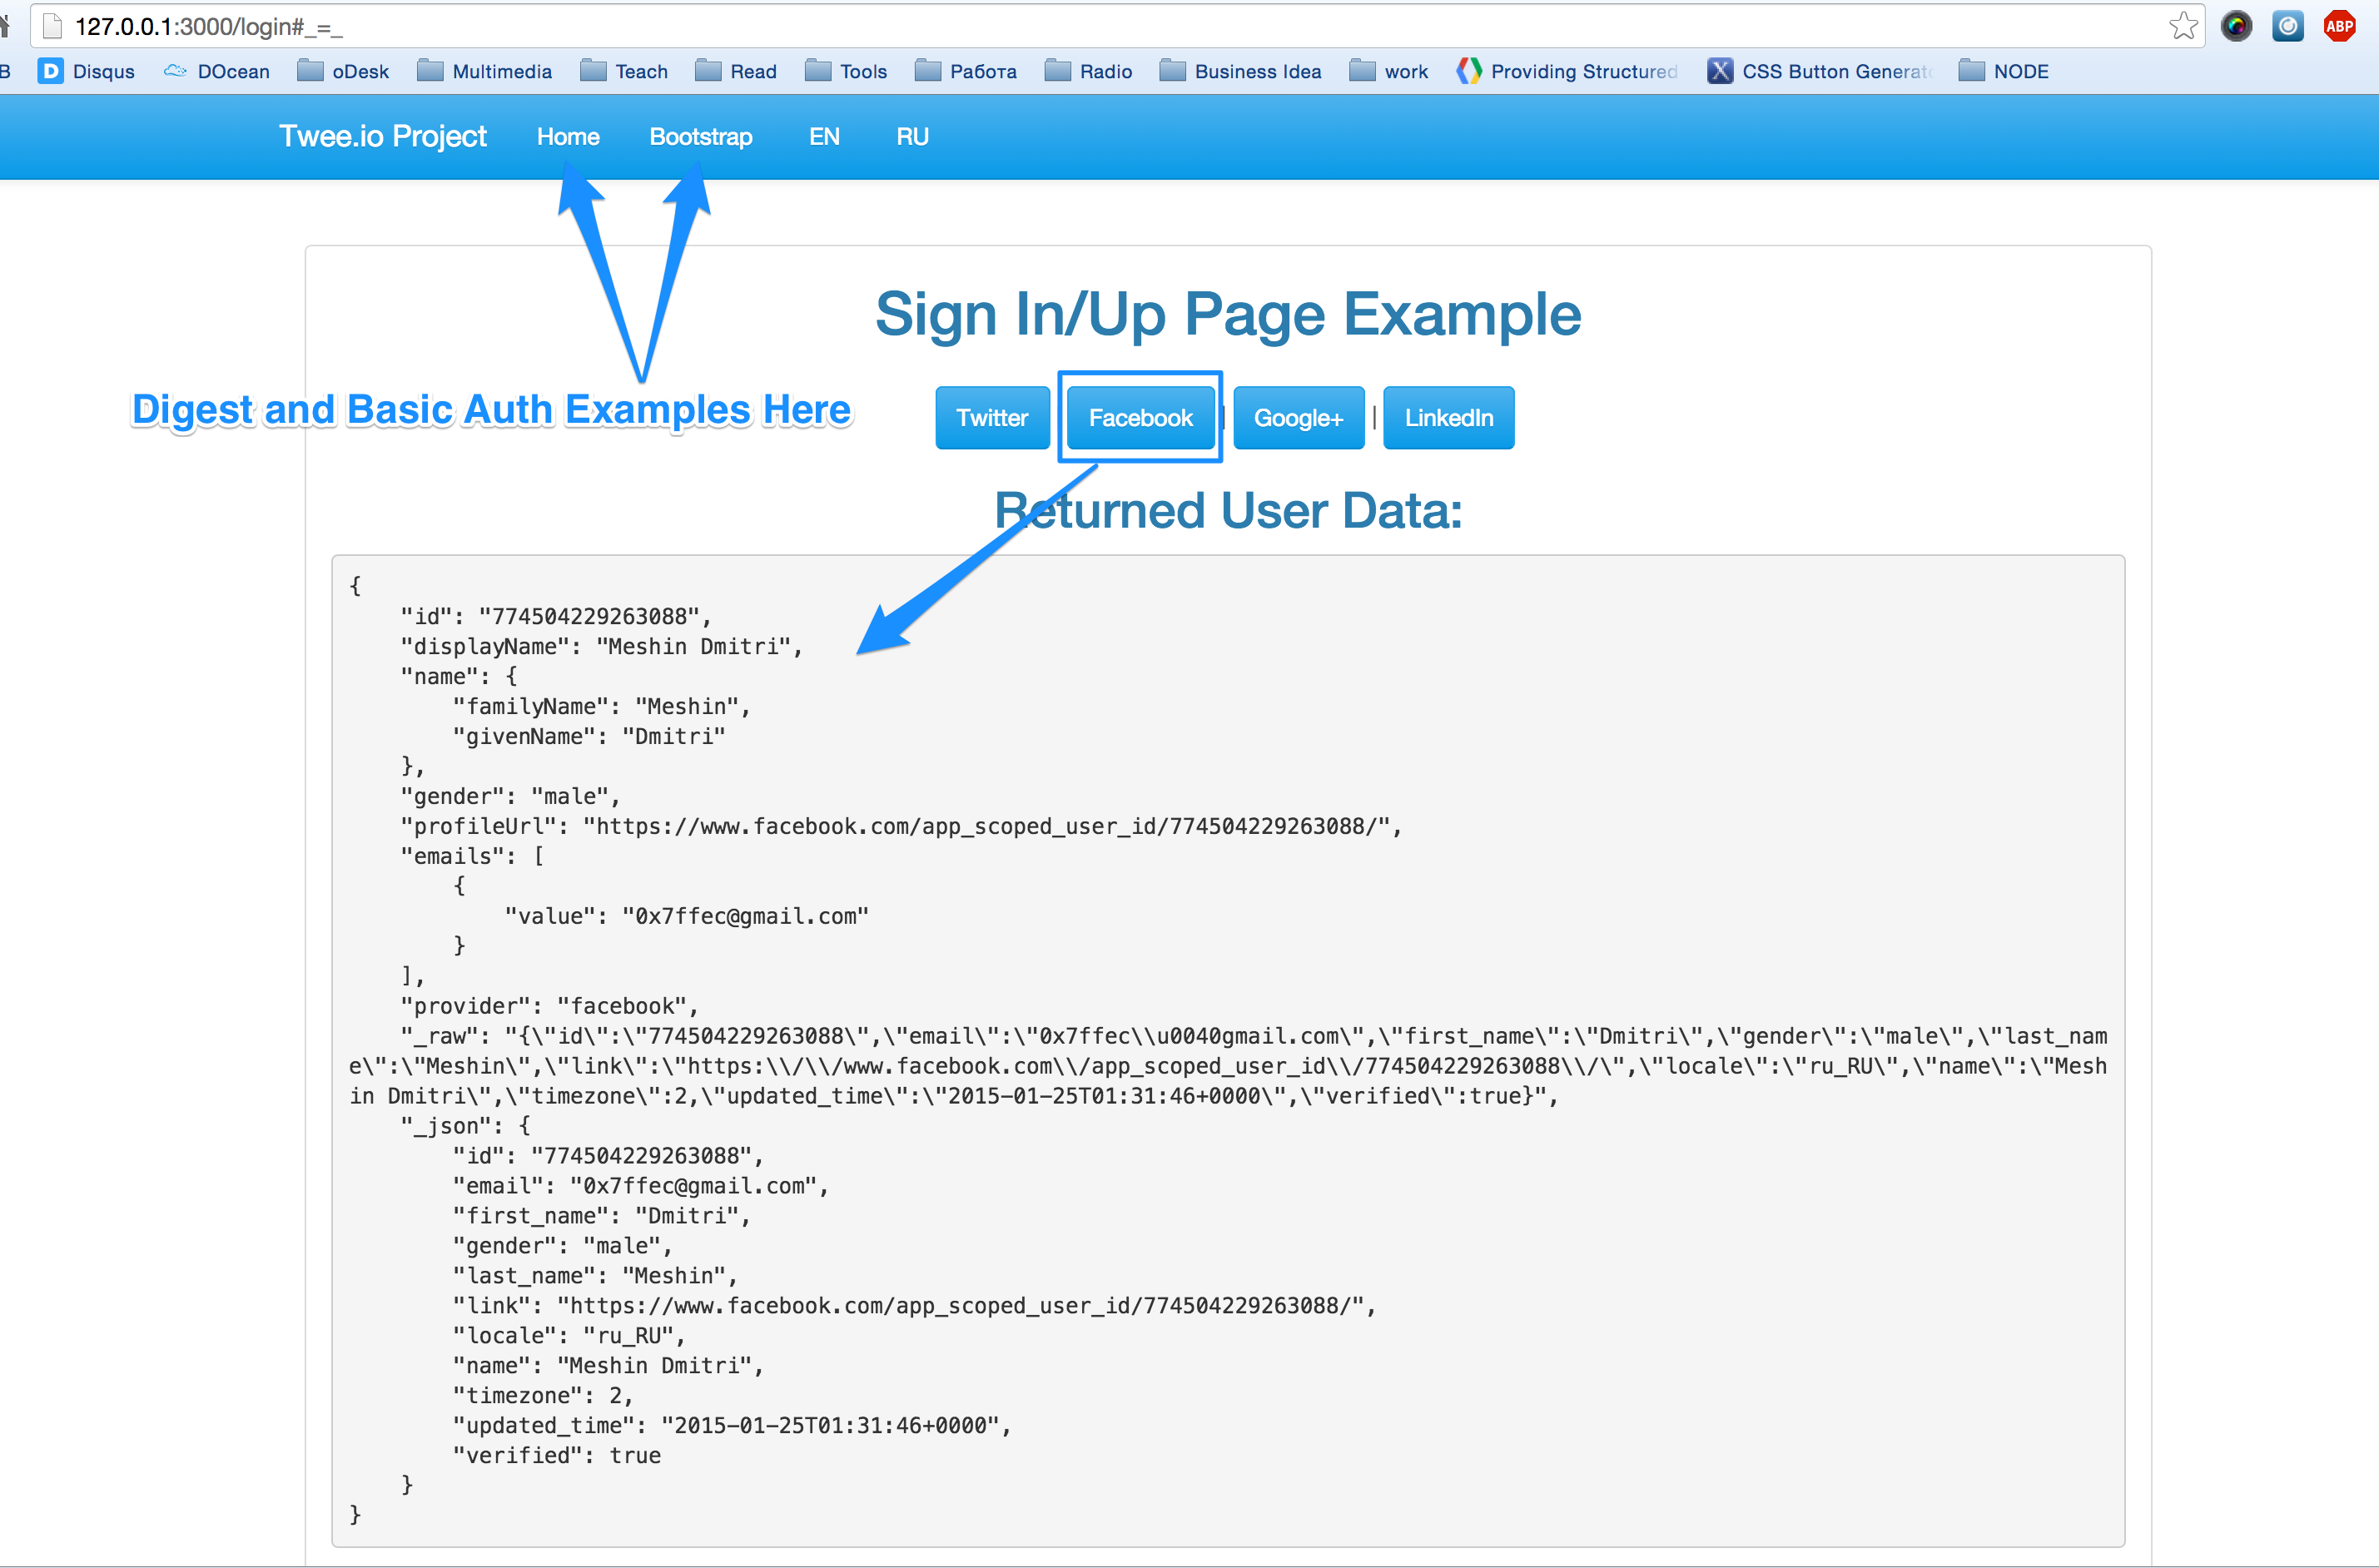 127.0.0.1:3000/login#_=_
ABP
B D Disqus DOcean oDesk Multimedia Teach Read Tools Работа Radio Business Idea work Providing Structured X CSS Button Generat NODE
Twee.io Project Home Bootstrap EN RU
Sign In/Up Page Example
Digest and Basic Auth Examples Here
Twitter Facebook | Google+ | LinkedIn
Returned User Data:
{
"id": "774504229263088",
"displayName": "Meshin Dmitri",
"name": {
"familyName": "Meshin",
"givenName": "Dmitri"
},
"gender": "male",
"profileUrl": "https://www.facebook.com/app_scoped_user_id/774504229263088/",
"emails": [
{
"value": "0x7ffec@gmail.com"
}
],
"provider": "facebook",
"_raw": "{\"id\":\"774504229263088\",\"email\":\"0x7ffec\\u0040gmail.com\",\"first_name\":\"Dmitri\",\"gender\":\"male\",\"last_nam
e\":\"Meshin\",\"link\":\"https:\\/\\/www.facebook.com\\/app_scoped_user_id\\/774504229263088\\/\",\"locale\":\"ru_RU\",\"name\":\"Mesh
in Dmitri\",\"timezone\":2,\"updated_time\":\"2015-01-25T01:31:46+0000\",\"verified\":true}",
"_json": {
"id": "774504229263088",
"email": "0x7ffec@gmail.com",
"first_name": "Dmitri",
"gender": "male",
"last_name": "Meshin",
"link": "https://www.facebook.com/app_scoped_user_id/774504229263088/",
"locale": "ru_RU",
"name": "Meshin Dmitri",
"timezone": 2,
"updated_time": "2015-01-25T01:31:46+0000",
"verified": true
}
}